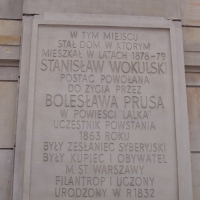 W TYM MIEJSCU
STAŁ DOM, W KTÓRYM
MIESZKAŁ W LATACH 1878-79
STANISŁAW WOKULSKI
POSTAĆ POWOŁANA
DO ŻYCIA PRZEZ
BOLESŁAWA PRUSA
W POWIEŚCI "LALKA"
UCZESTNIK POWSTANIA
1863 ROKU
BYŁY ZESŁANIEC SYBERYJSKI
BYŁY KUPIEC I OBYWATEL
M. ST. WARSZAWY
FILANTROP I UCZONY
URODZONY W R. 1832